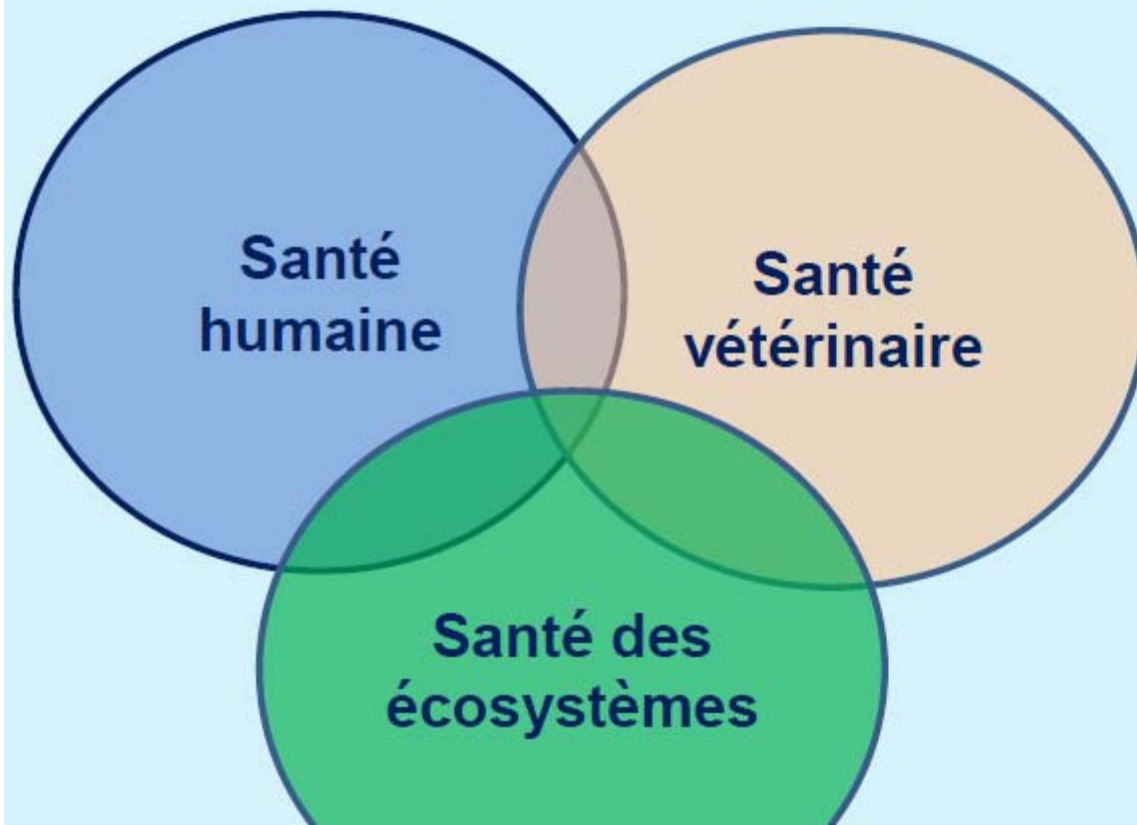 Santé
humaine
Santé
vétérinaire
Santé des
écosystèmes